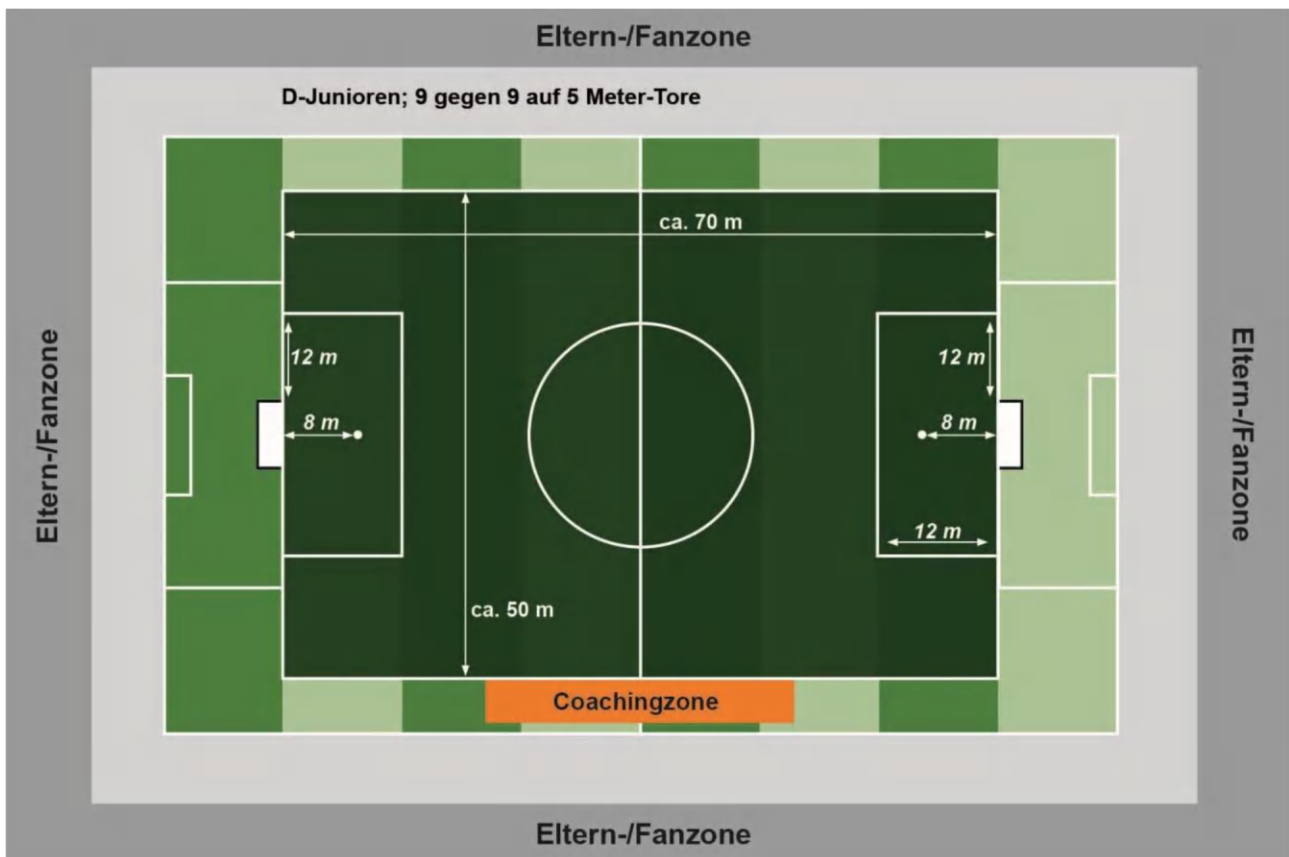 Eltern-/Fanzone
D-Junioren; 9 gegen 9 auf 5 Meter-Tore
ca. 70 m
12 m
12 m
Eltern-/Fanzone
Eltern-/Fanzone
8 m
8 m
12 m
ca. 50 m
Coachingzone
Eltern-/Fanzone